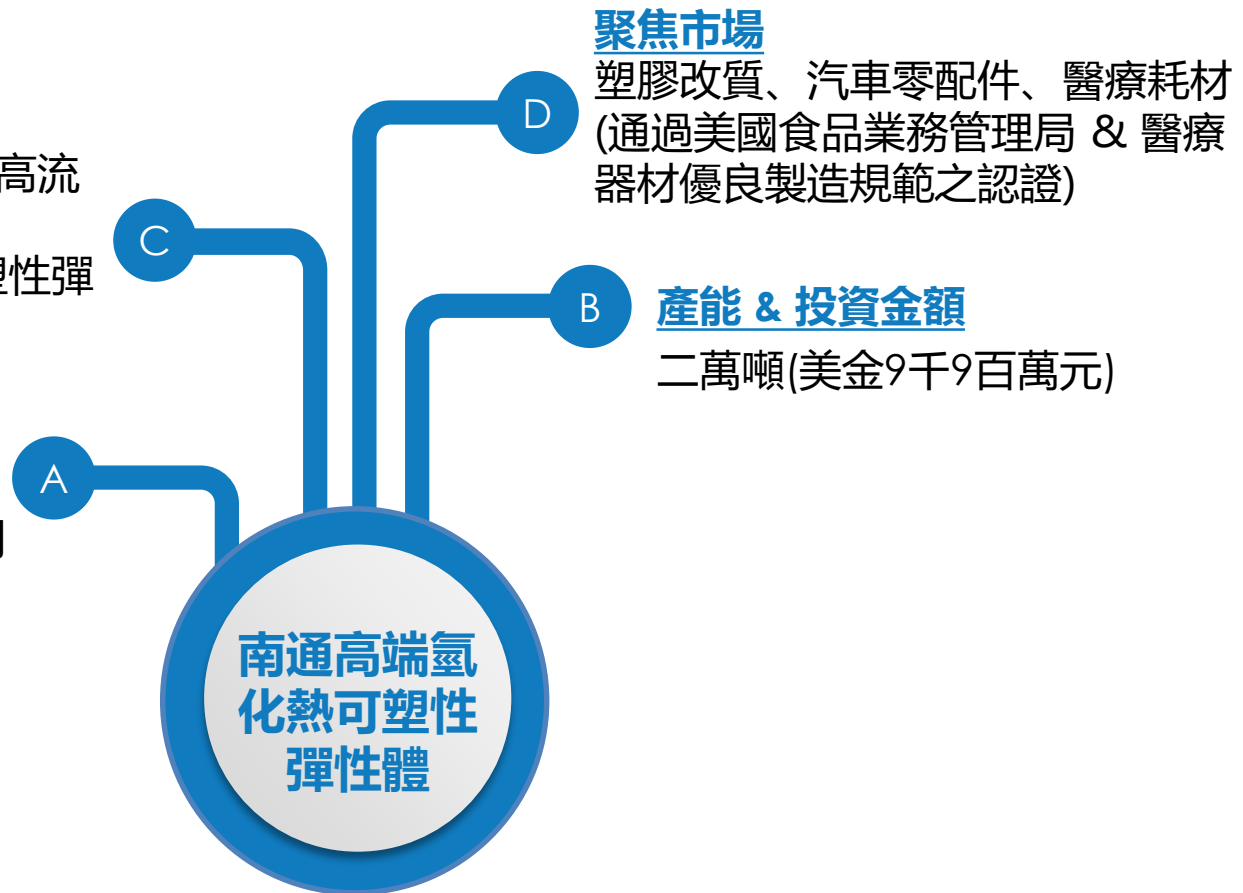 聚焦市場
塑膠改質、汽車零配件、醫療耗材
(通過美國食品業務管理局 & 醫療
器材優良製造規範之認證)
D
高流
C
性彈
B
產能 & 投資金額
二萬噸(美金9千9百萬元)
A
南通高端氫
化熱可塑性
彈性體